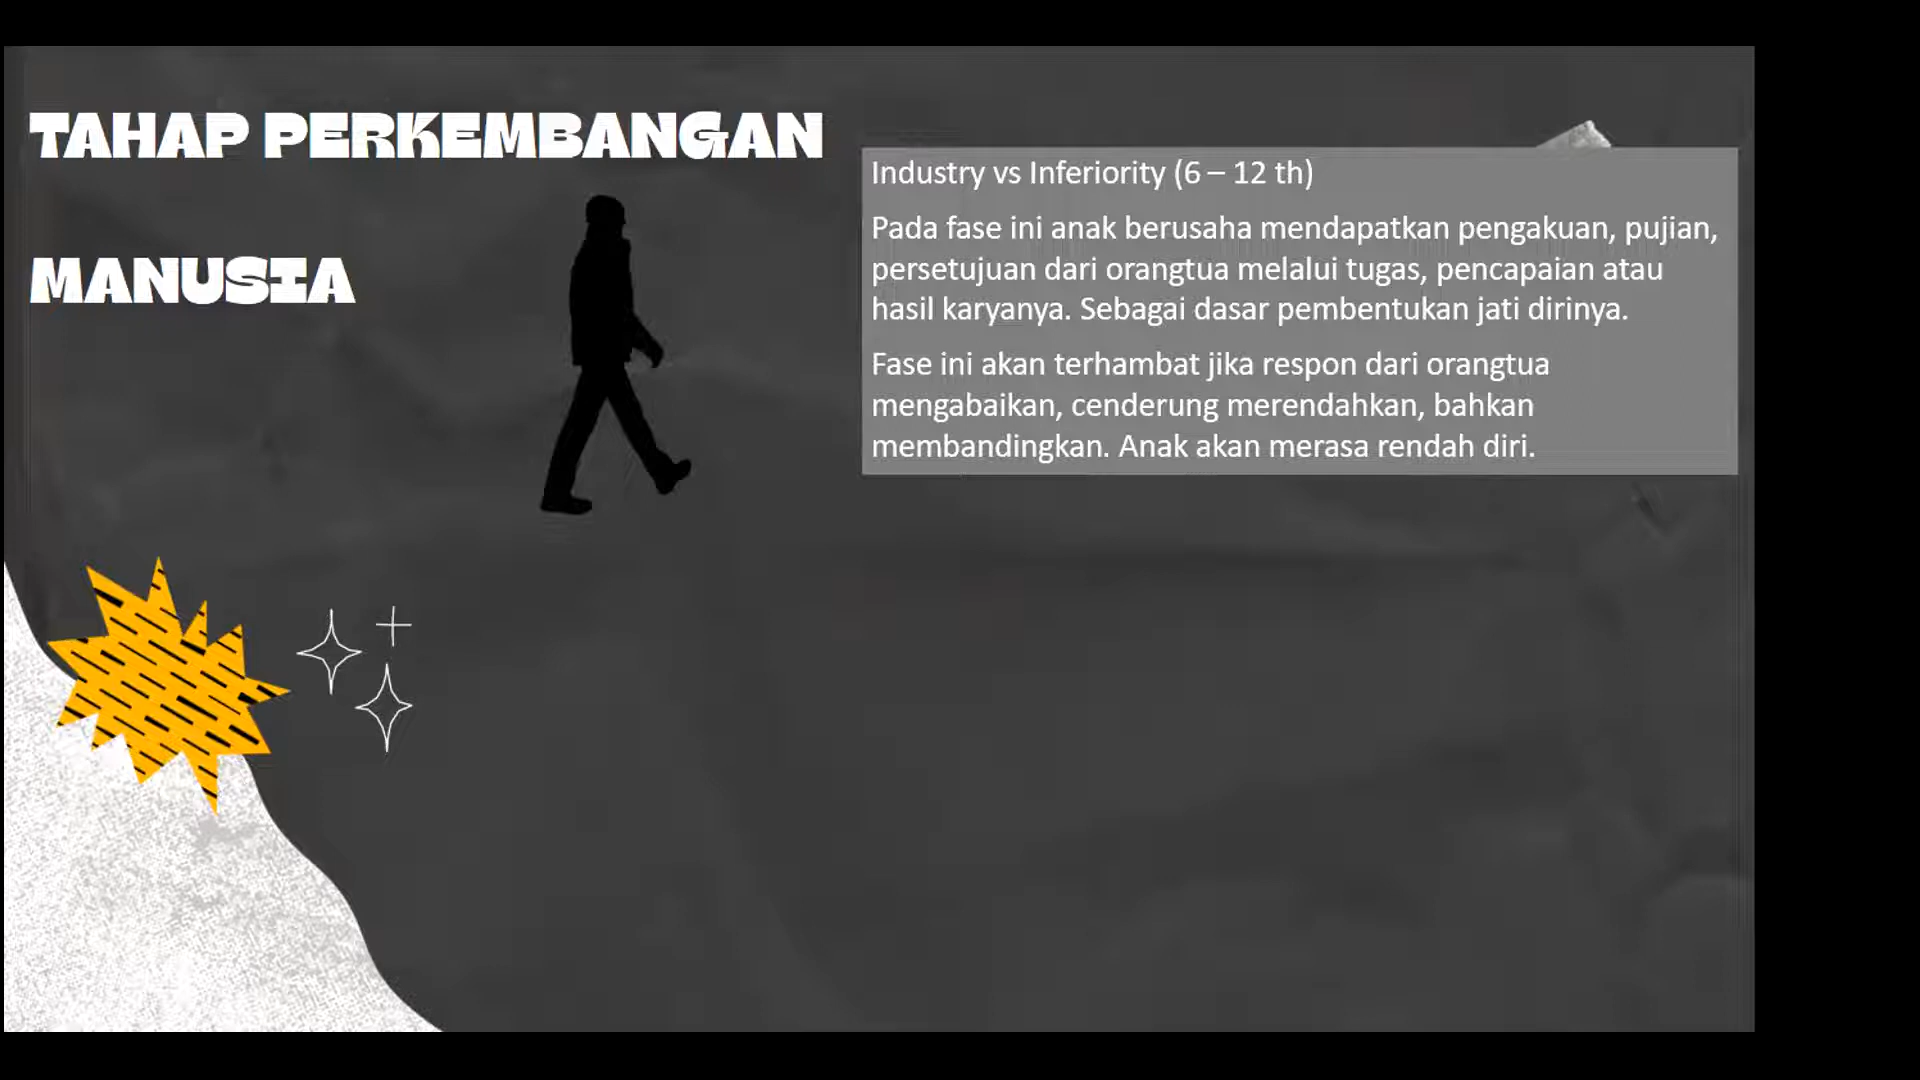 TAHAP PERKEMBANGAN
MANUSIA
Industry vs Inferiority (6 – 12 th)
Pada fase ini anak berusaha mendapatkan pengakuan, pujian,
persetujuan dari orangtua melalui tugas, pencapaian atau
hasil karyanya. Sebagai dasar pembentukan jati dirinya.
Fase ini akan terhambat jika respon dari orangtua
mengabaikan, cenderung merendahkan, bahkan
membandingkan. Anak akan merasa rendah diri.